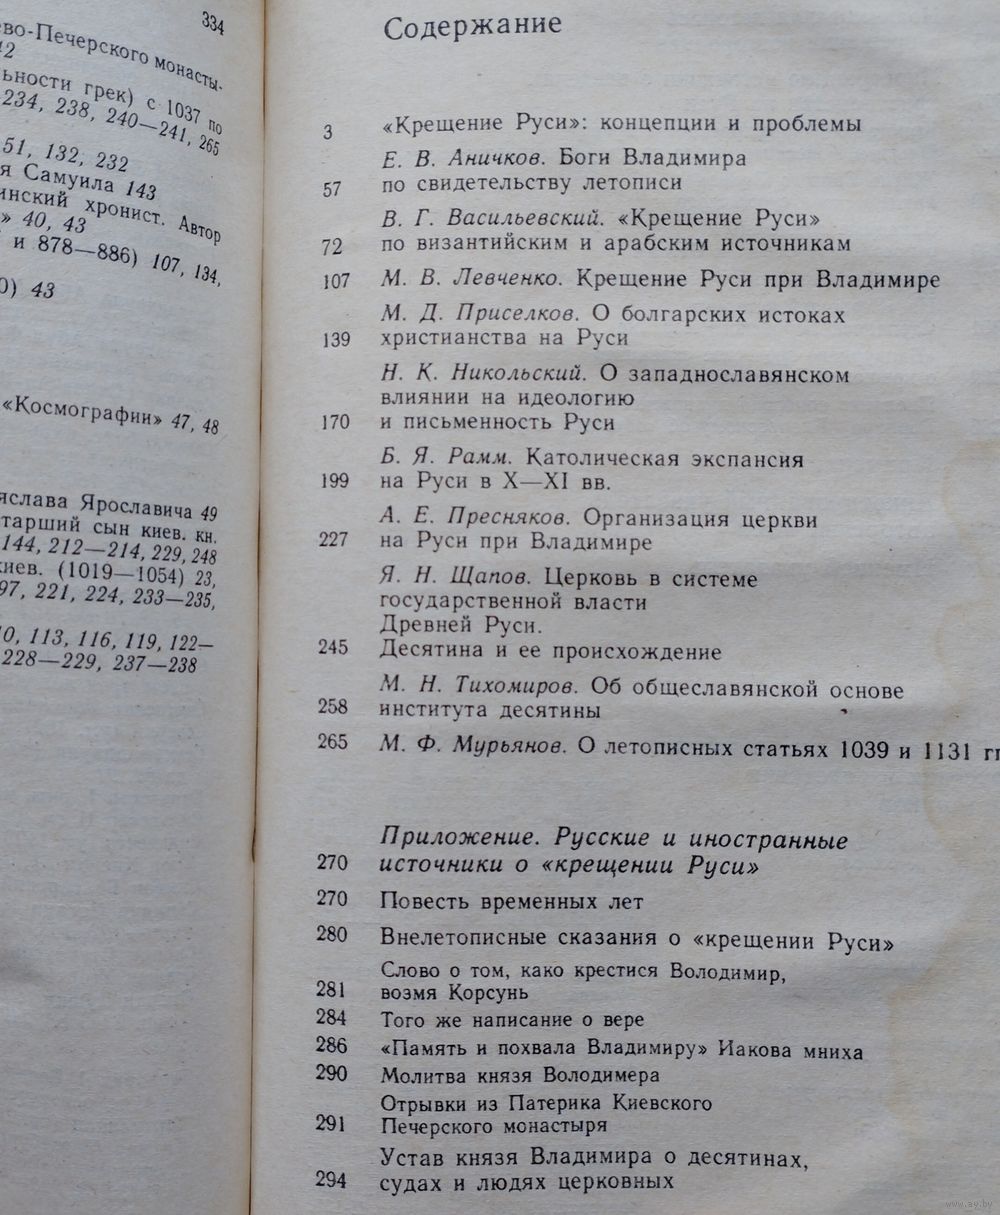 334
ево-Печерского монасты-
42
ьности грек) с 1037 по
234, 238, 240—241, 265
51, 132, 232
я Самуила 143
инский хронист. Автор
» 40, 43
и 878—886) 107, 134,
0) 43
«Космографии» 47, 48
яслава Ярославича 49
тарший сын киев. кн.
144, 212—214, 229, 248
киев. (1019—1054) 23,
97, 221, 224, 233—235,
10, 113, 116, 119, 122—
228—229, 237—238
Содержание
3 «Крещение Руси»: концепции и проблемы
Е. В. Аничков. Боги Владимира
57 по свидетельству летописи
В. Г. Васильевский. «Крещение Руси»
72 по византийским и арабским источникам
107 М. В. Левченко. Крещение Руси при Владимире
М. Д. Приселков. О болгарских истоках
139 христианства на Руси
Н. К. Никольский. О западнославянском
влиянии на идеологию
170 и письменность Руси
Б. Я. Рамм. Католическая экспансия
199 на Руси в X—XI вв.
А. Е. Пресняков. Организация церкви
227 на Руси при Владимире
Я. Н. Щапов. Церковь в системе
государственной власти
Древней Руси.
245 Десятина и ее происхождение
М. Н. Тихомиров. Об общеславянской основе
258 института десятины
265 М. Ф. Мурьянов. О летописных статьях 1039 и 1131 гг
Приложение. Русские и иностранные
270 источники о «крещении Руси»
270 Повесть временных лет
280 Внелетописные сказания о «крещении Руси»
Слово о том, како крестися Володимир,
281 возмя Корсунь
284 Того же написание о вере
286 «Память и похвала Владимиру» Иакова мниха
290 Молитва князя Володимера
Отрывки из Патерика Киевского
291 Печерского монастыря
Устав князя Владимира о десятинах,
294 судах и людях церковных
www.ay.by